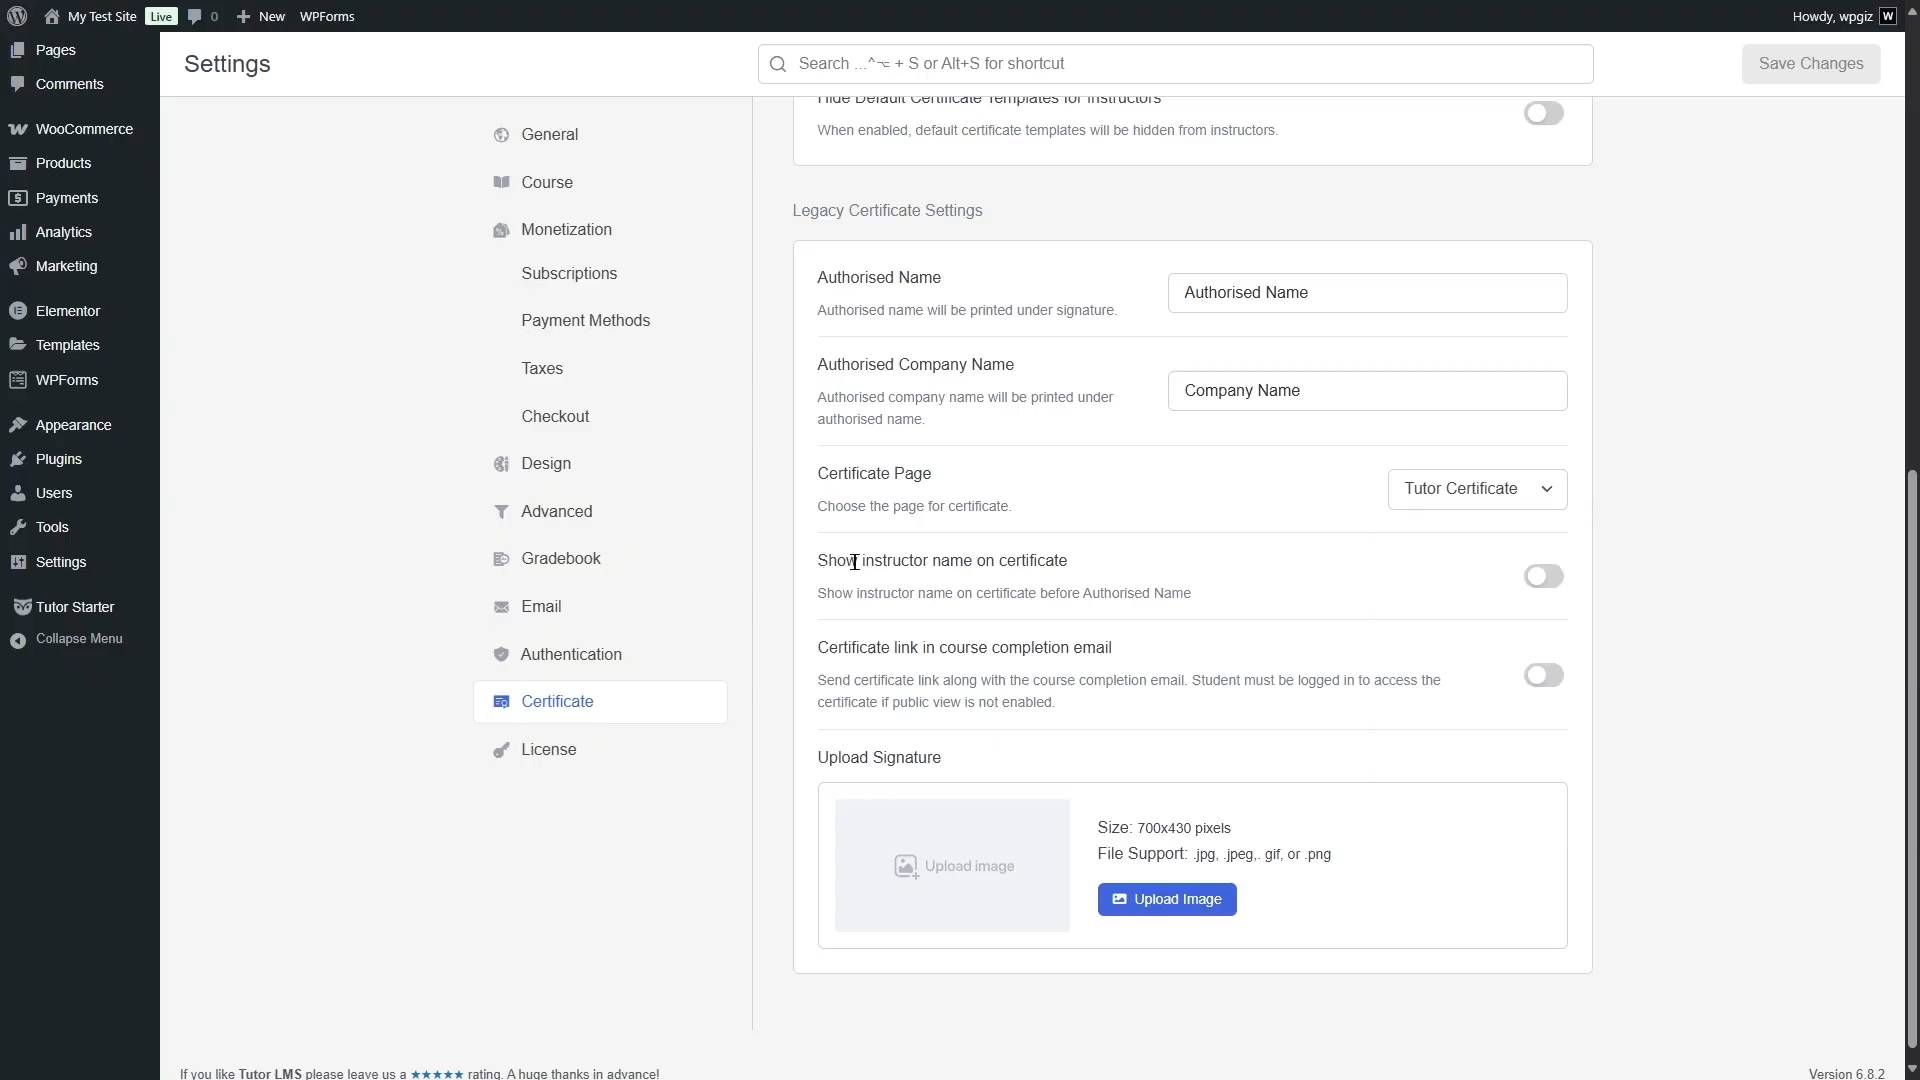 My Test Site Live 0 New WPForms Howdy, wpgiz W
Pages
Comments
WooCommerce
Products
Payments
Analytics
Marketing
Elementor
Templates
WPForms
Appearance
Plugins
Users
Tools
Settings
Tutor Starter
Collapse Menu
Settings
Search ...^⌥ + S or Alt+S for shortcut
Save Changes
General
Course
Monetization
Subscriptions
Payment Methods
Taxes
Checkout
Design
Advanced
Gradebook
Email
Authentication
Certificate
License
Hide Default Certificate Templates for Instructors
When enabled, default certificate templates will be hidden from instructors.
Legacy Certificate Settings
Authorised Name
Authorised name will be printed under signature.
Authorised Name
Authorised Company Name
Authorised company name will be printed under
authorised name.
Company Name
Certificate Page
Choose the page for certificate.
Tutor Certificate
Show instructor name on certificate
Show instructor name on certificate before Authorised Name
Certificate link in course completion email
Send certificate link along with the course completion email. Student must be logged in to access the
certificate if public view is not enabled.
Upload Signature
Upload image
Size: 700x430 pixels
File Support: .jpg, .jpeg,. gif, or .png
Upload Image
If you like Tutor LMS please leave us a ★★★★★ rating. A huge thanks in advance!
Version 6.8.2